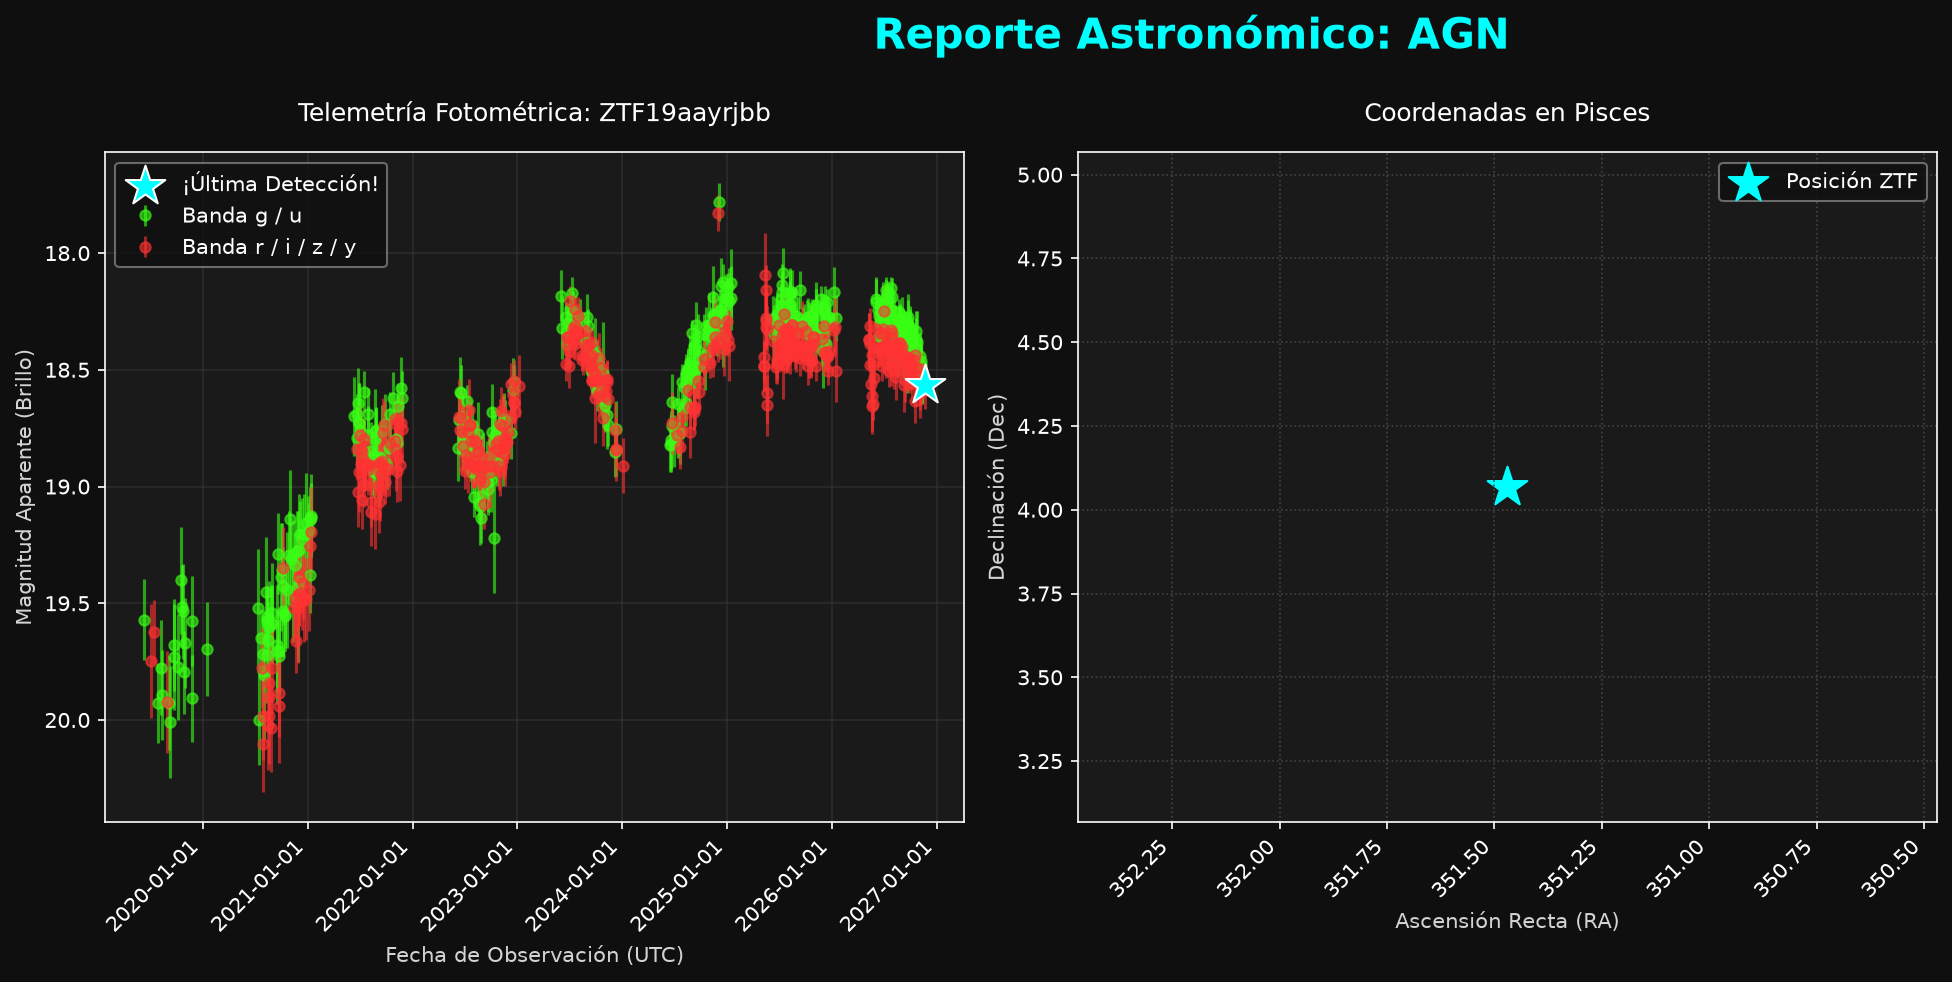 Reporte Astronómico: AGN
Telemetría Fotométrica: ZTF19aayrjbb
¡Última Detección!
Banda g / u
Banda r / i / z / y
Magnitud Aparente (Brillo)
18.0
18.5
19.0
19.5
20.0
2020-01-01
2021-01-01
2022-01-01
2023-01-01
2024-01-01
2025-01-01
2026-01-01
2027-01-01
Fecha de Observación (UTC)
Coordenadas en Pisces
Posición ZTF
Declinación (Dec)
5.00
4.75
4.50
4.25
4.00
3.75
3.50
3.25
352.25
352.00
351.75
351.50
351.25
351.00
350.75
350.50
Ascensión Recta (RA)